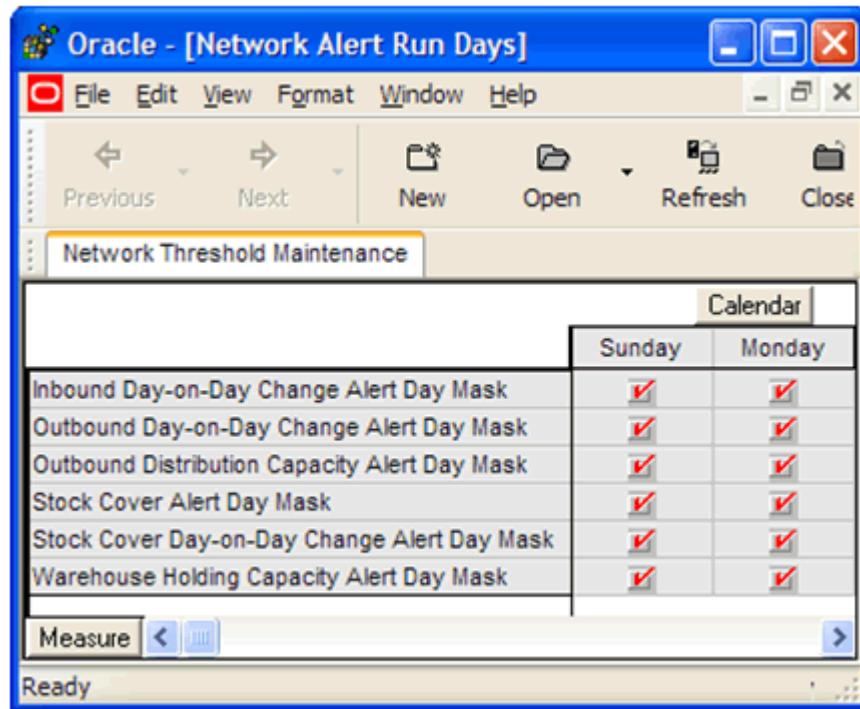 Oracle - [Network Alert Run Days]
File Edit View Format Window Help
Previous Next New Open Refresh Close
Network Threshold Maintenance
Calendar
Sunday Monday
Inbound Day-on-Day Change Alert Day Mask
Outbound Day-on-Day Change Alert Day Mask
Outbound Distribution Capacity Alert Day Mask
Stock Cover Alert Day Mask
Stock Cover Day-on-Day Change Alert Day Mask
Warehouse Holding Capacity Alert Day Mask
Measure
Ready